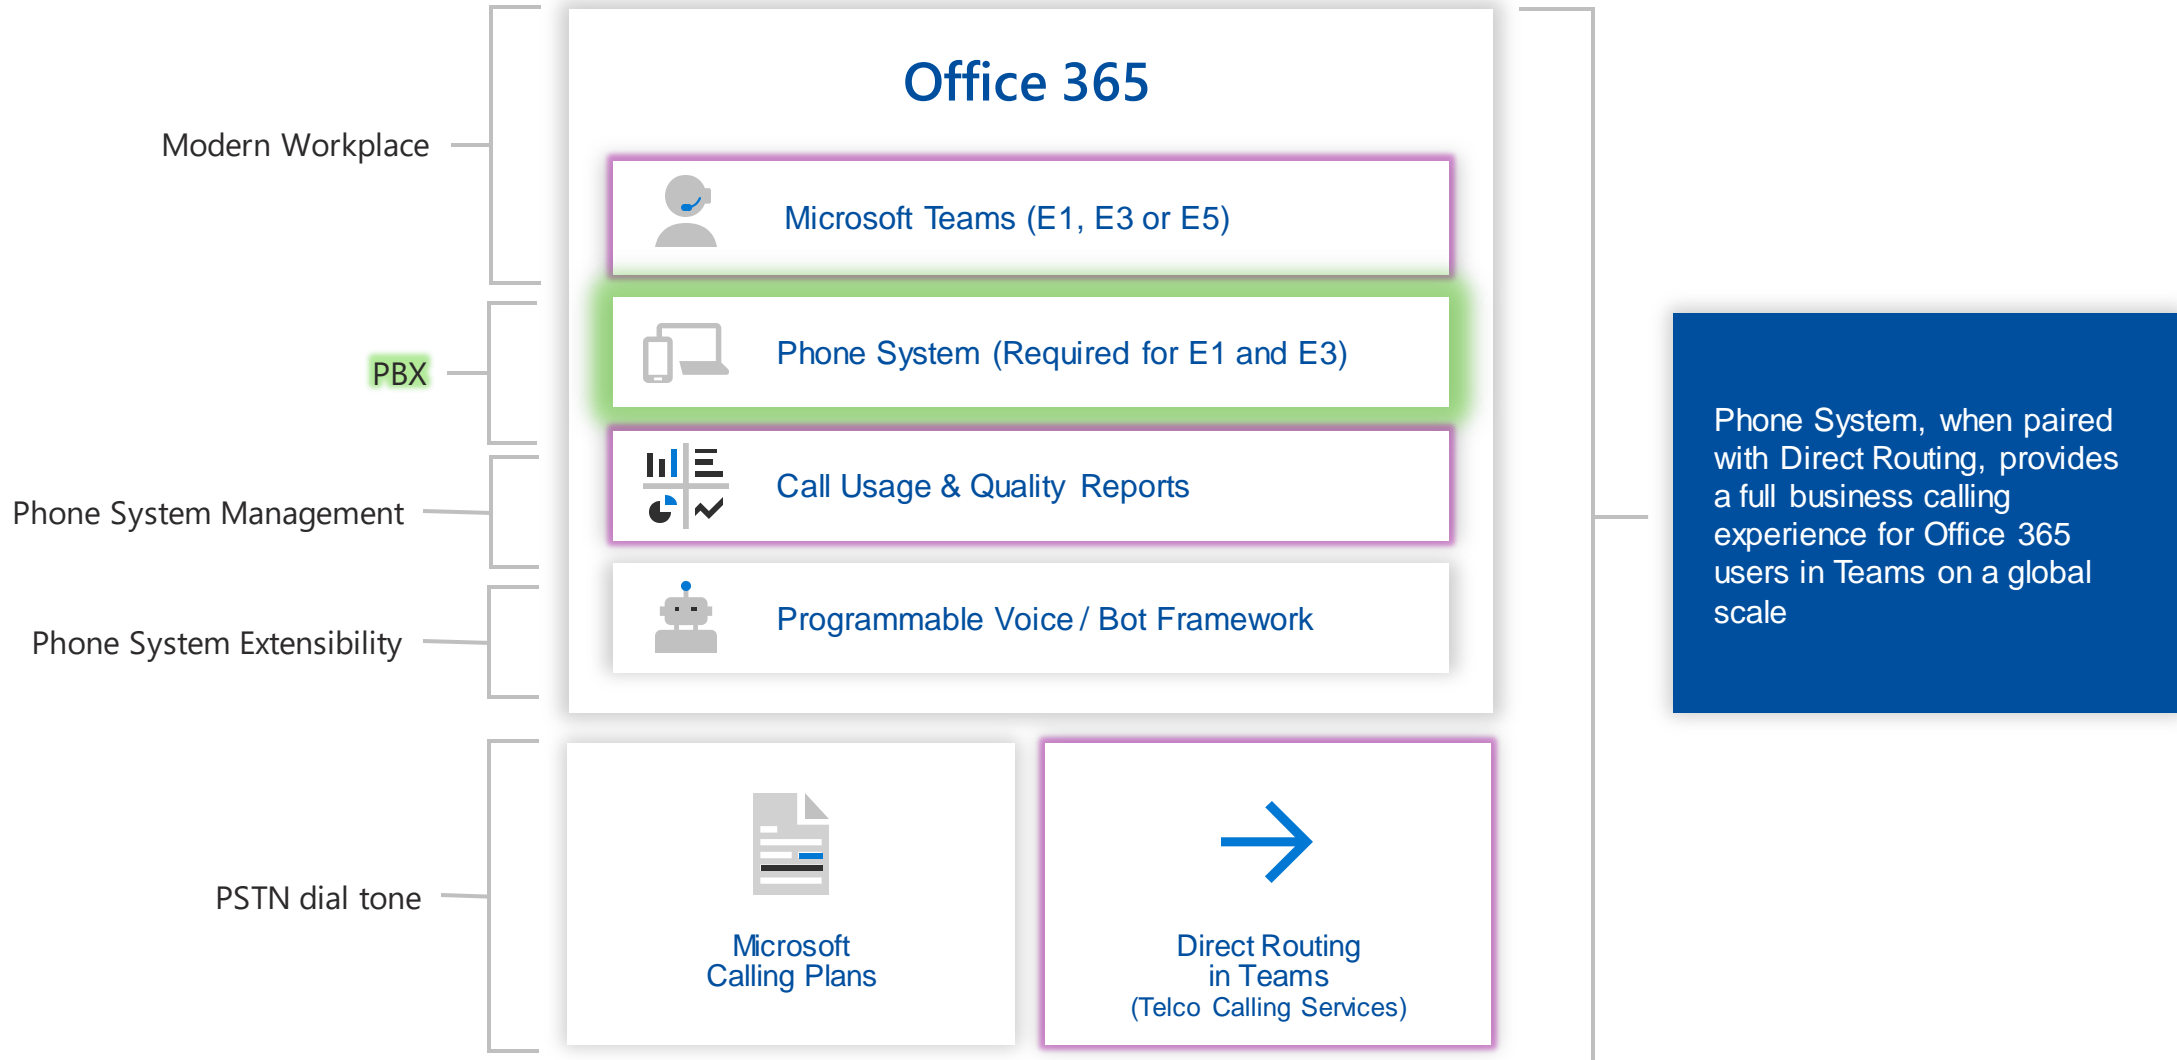 Office 365
Modern Workplace
Microsoft Teams (E1, E3 or E5)
PBX
Phone System (Required for E1 and E3)
Phone System Management
Call Usage & Quality Reports
Phone System Extensibility
Programmable Voice / Bot Framework
PSTN dial tone
Microsoft
Calling Plans
Direct Routing
in Teams
(Telco Calling Services)
Phone System, when paired
with Direct Routing, provides
a full business calling
experience for Office 365
users in Teams on a global
scale